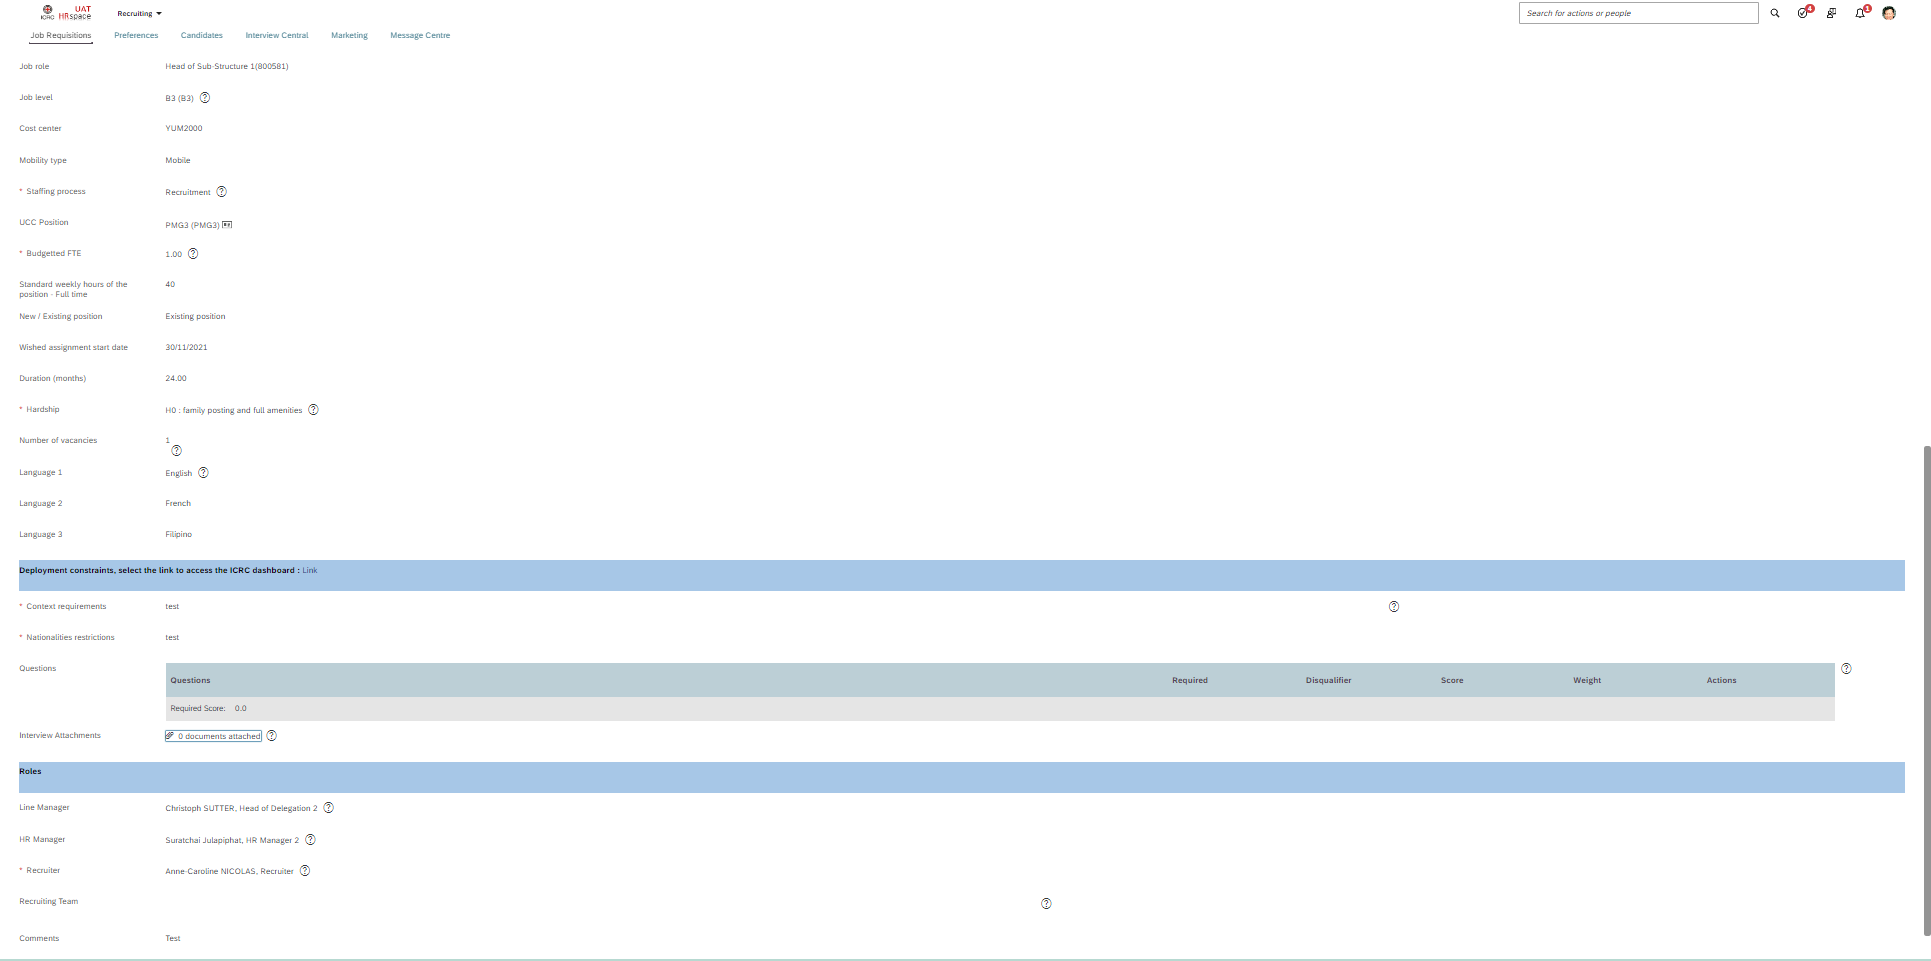 ICRC
UAT
HRspace
Recruiting
Search for actions or people
4
1
Job Requisitions Preferences Candidates Interview Central Marketing Message Centre
Job role Head of Sub-Structure 1(800581)
Job level B3 (B3) ?
Cost center YUM2000
Mobility type Mobile
* Staffing process Recruitment ?
UCC Position PMG3 (PMG3)
* Budgetted FTE 1.00 ?
Standard weekly hours of the 40
position - Full time
New / Existing position Existing position
Wished assignment start date 30/11/2021
Duration (months) 24.00
* Hardship H0 : family posting and full amenities ?
Number of vacancies 1
?
Language 1 English ?
Language 2 French
Language 3 Filipino
Deployment constraints, select the link to access the ICRC dashboard : Link
* Context requirements test ?
* Nationalities restrictions test
Questions ?
Questions Required Disqualifier Score Weight Actions
Required Score: 0.0
Interview Attachments 0 documents attached ?
Roles
Line Manager Christoph SUTTER, Head of Delegation 2 ?
HR Manager Suratchai Julapiphat, HR Manager 2 ?
* Recruiter Anne-Caroline NICOLAS, Recruiter ?
Recruiting Team ?
Comments Test